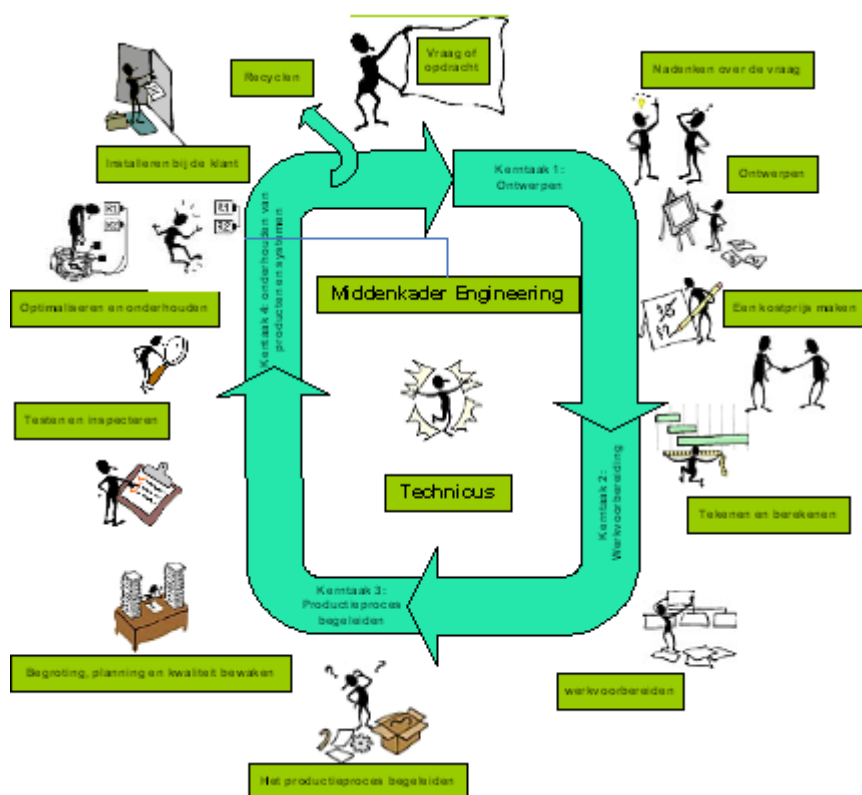 Vraag of
opdracht
Recyclen
Nadenken over de vraag
Installeren bij de klant
Kerntaak 1:
Ontwerpen
Ontwerpen
Optimaliseren en onderhouden
Middenkader Engineering
Een kostprijs maken
Kerntaak 4: onderhouden van
producten en systemen
Testen en inspecteren
Technicus
Kerntaak 2:
Werkvoorbereiding
Tekenen en berekenen
Kerntaak 3:
Productieproces
begeleiden
Begroting, planning en kwaliteit bewaken
werkvoorbereiden
Het productieproces begeleiden